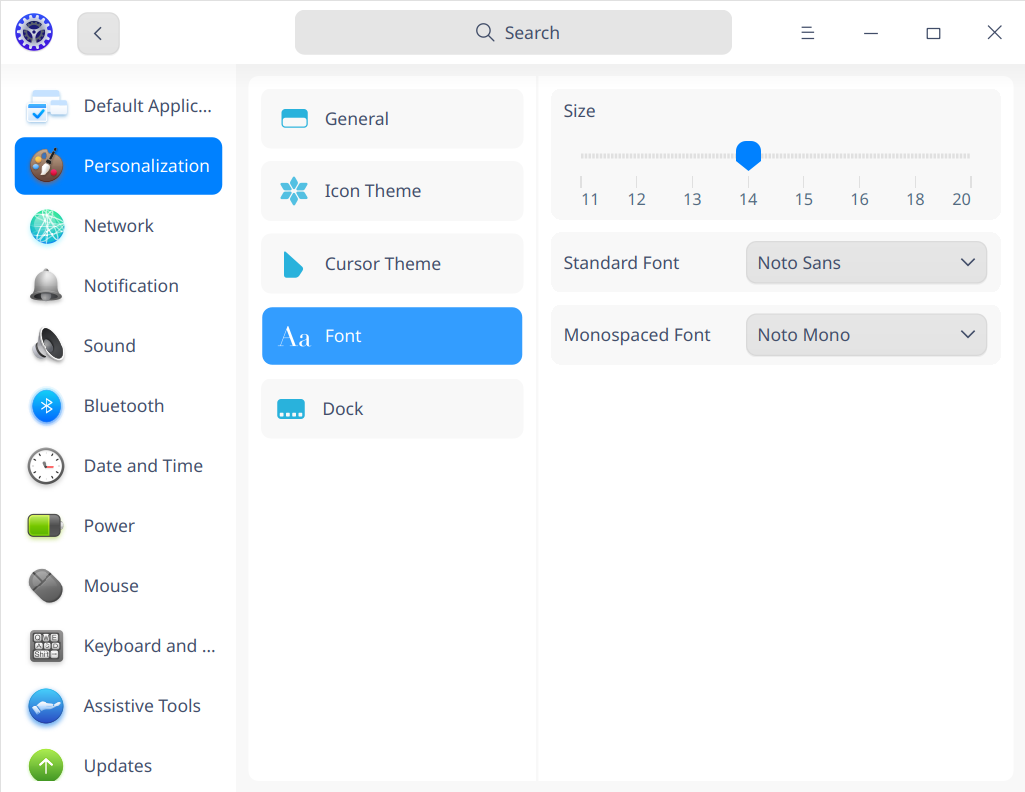 Search
Default Applic...
Personalization
Network
Notification
Sound
Bluetooth
Date and Time
Power
Mouse
Keyboard and ...
Assistive Tools
Updates
General
Icon Theme
Cursor Theme
Aa Font
Dock
Size
11 12 13 14 15 16 18 20
Standard Font Noto Sans
Monospaced Font Noto Mono